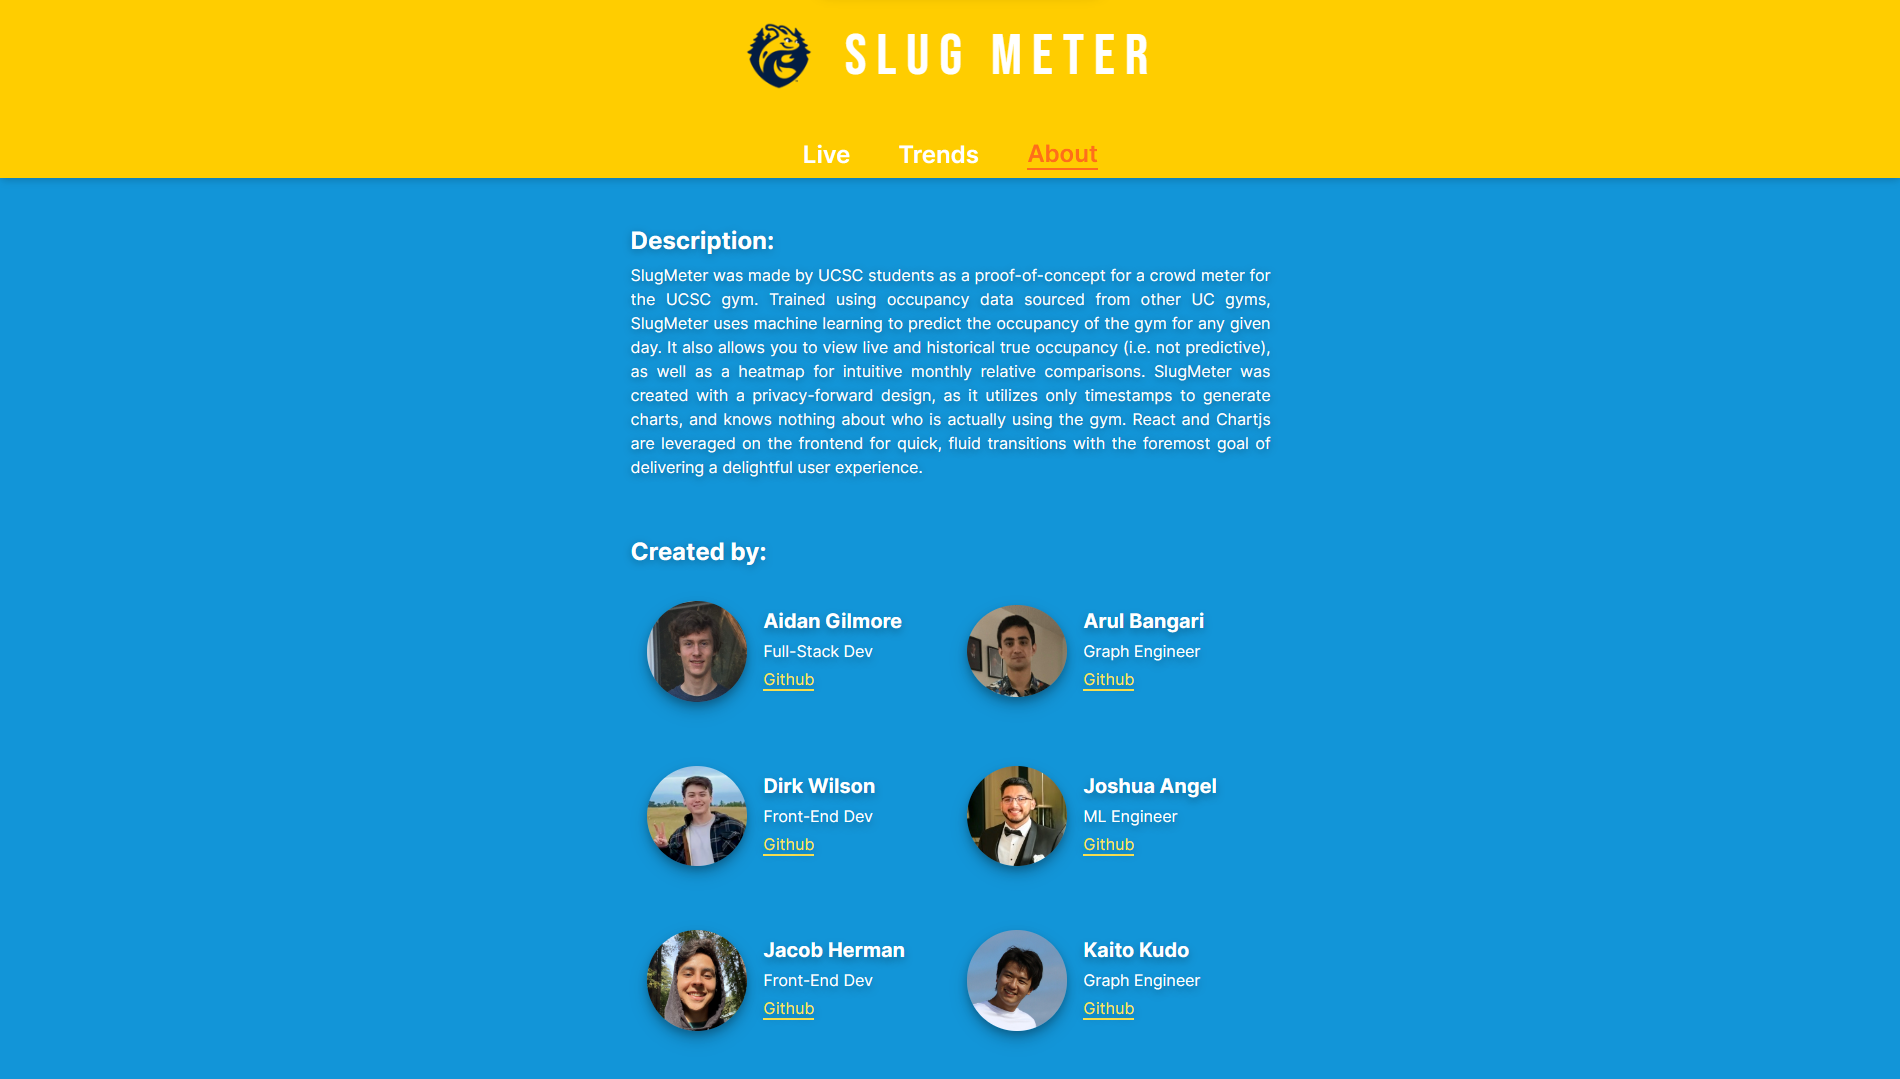 SLUG METER
Live Trends About
Description:
SlugMeter was made by UCSC students as a proof-of-concept for a crowd meter for
the UCSC gym. Trained using occupancy data sourced from other UC gyms,
SlugMeter uses machine learning to predict the occupancy of the gym for any given
day. It also allows you to view live and historical true occupancy (i.e. not predictive),
as well as a heatmap for intuitive monthly relative comparisons. SlugMeter was
created with a privacy-forward design, as it utilizes only timestamps to generate
charts, and knows nothing about who is actually using the gym. React and Chartjs
are leveraged on the frontend for quick, fluid transitions with the foremost goal of
delivering a delightful user experience.
Created by:
Aidan Gilmore
Full-Stack Dev
Github
Arul Bangari
Graph Engineer
Github
Dirk Wilson
Front-End Dev
Github
Joshua Angel
ML Engineer
Github
Jacob Herman
Front-End Dev
Github
Kaito Kudo
Graph Engineer
Github